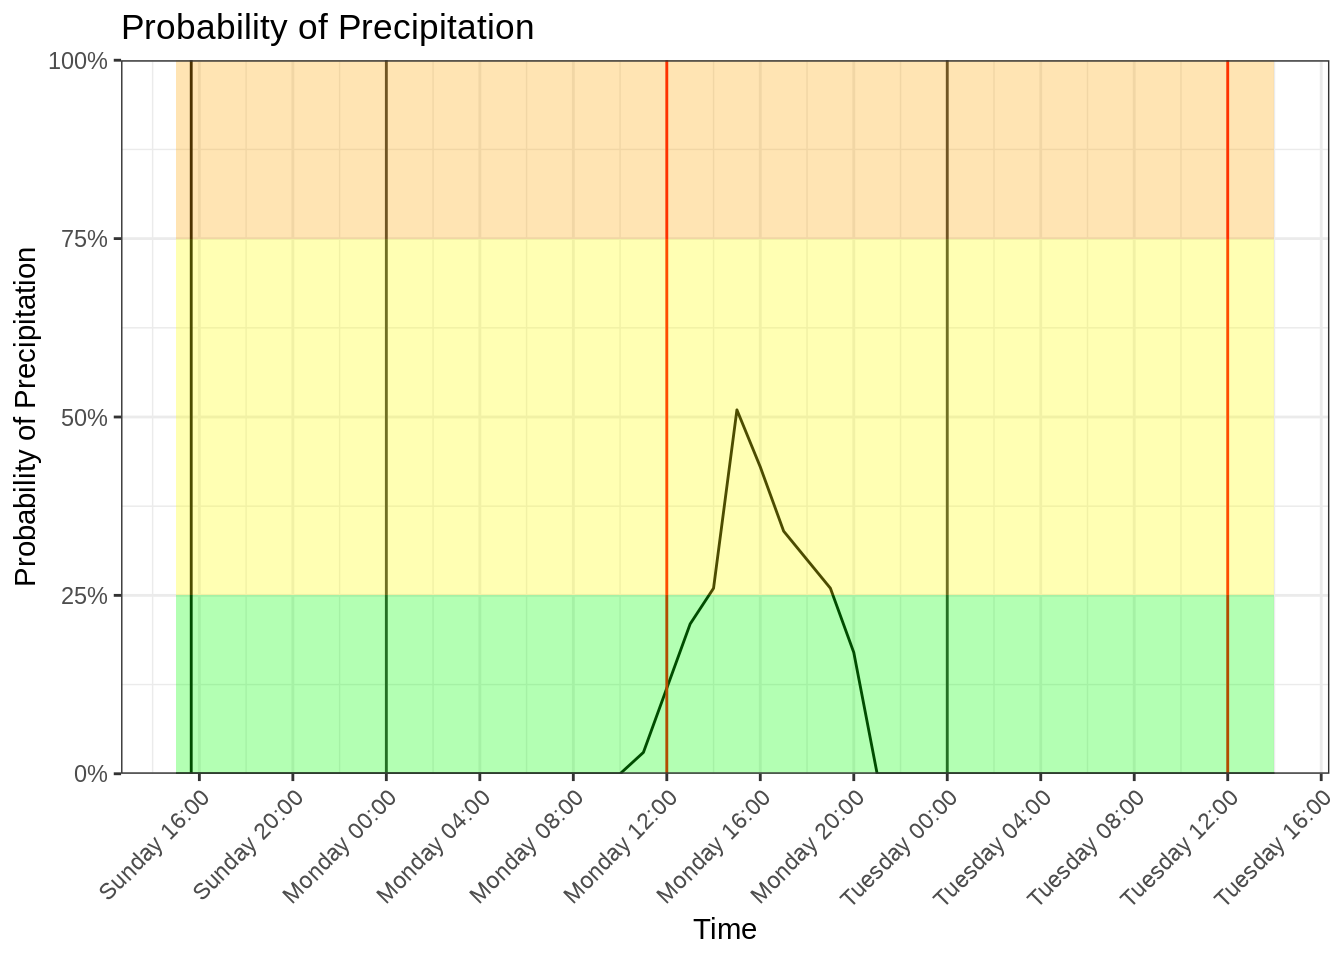 Probability of Precipitation
Probability of Precipitation
100%
75%
50%
25%
0%
Sunday 16:00
Sunday 20:00
Monday 00:00
Monday 04:00
Monday 08:00
Monday 12:00
Monday 16:00
Monday 20:00
Tuesday 00:00
Tuesday 04:00
Tuesday 08:00
Tuesday 12:00
Tuesday 16:00
Time